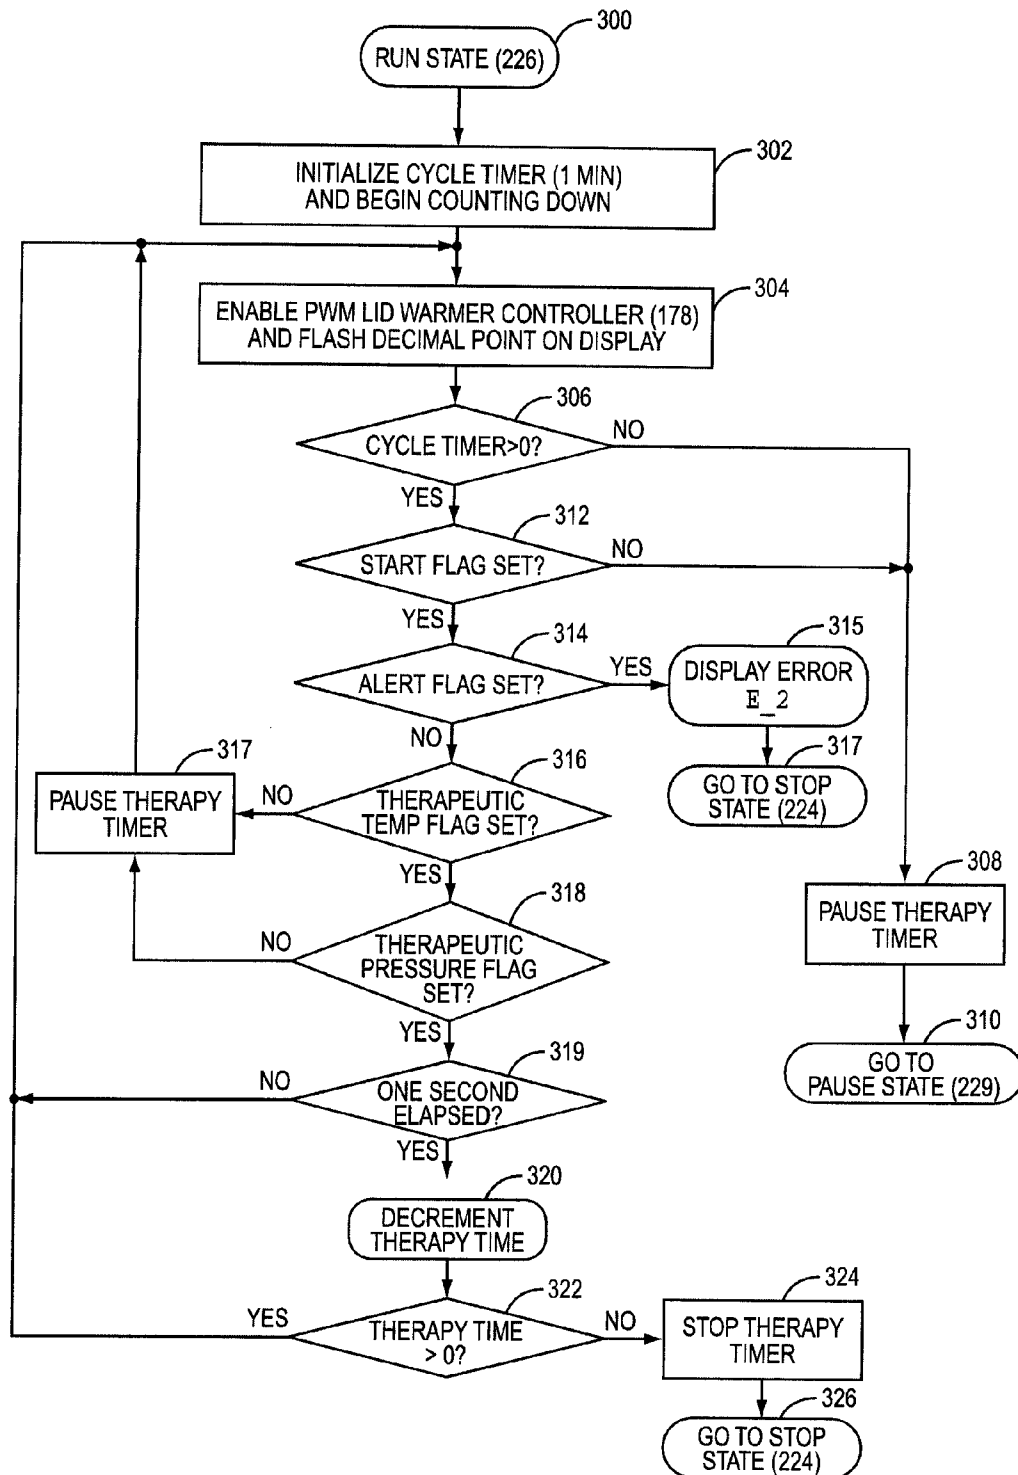 300
RUN STATE (226)
302
INITIALIZE CYCLE TIMER (1 MIN)
AND BEGIN COUNTING DOWN
304
ENABLE PWM LID WARMER CONTROLLER (178)
AND FLASH DECIMAL POINT ON DISPLAY
306
CYCLE TIMER>0?
NO
YES
312
START FLAG SET?
NO
YES
314
ALERT FLAG SET?
YES
315
DISPLAY ERROR
E_2
NO
317
GO TO STOP
STATE (224)
317
PAUSE THERAPY
TIMER
NO
316
THERAPEUTIC
TEMP FLAG SET?
YES
308
PAUSE THERAPY
TIMER
318
THERAPEUTIC
PRESSURE FLAG
SET?
NO
YES
310
GO TO
PAUSE STATE (229)
319
ONE SECOND
ELAPSED?
NO
YES
320
DECREMENT
THERAPY TIME
322
THERAPY TIME
> 0?
YES
NO
324
STOP THERAPY
TIMER
326
GO TO STOP
STATE (224)